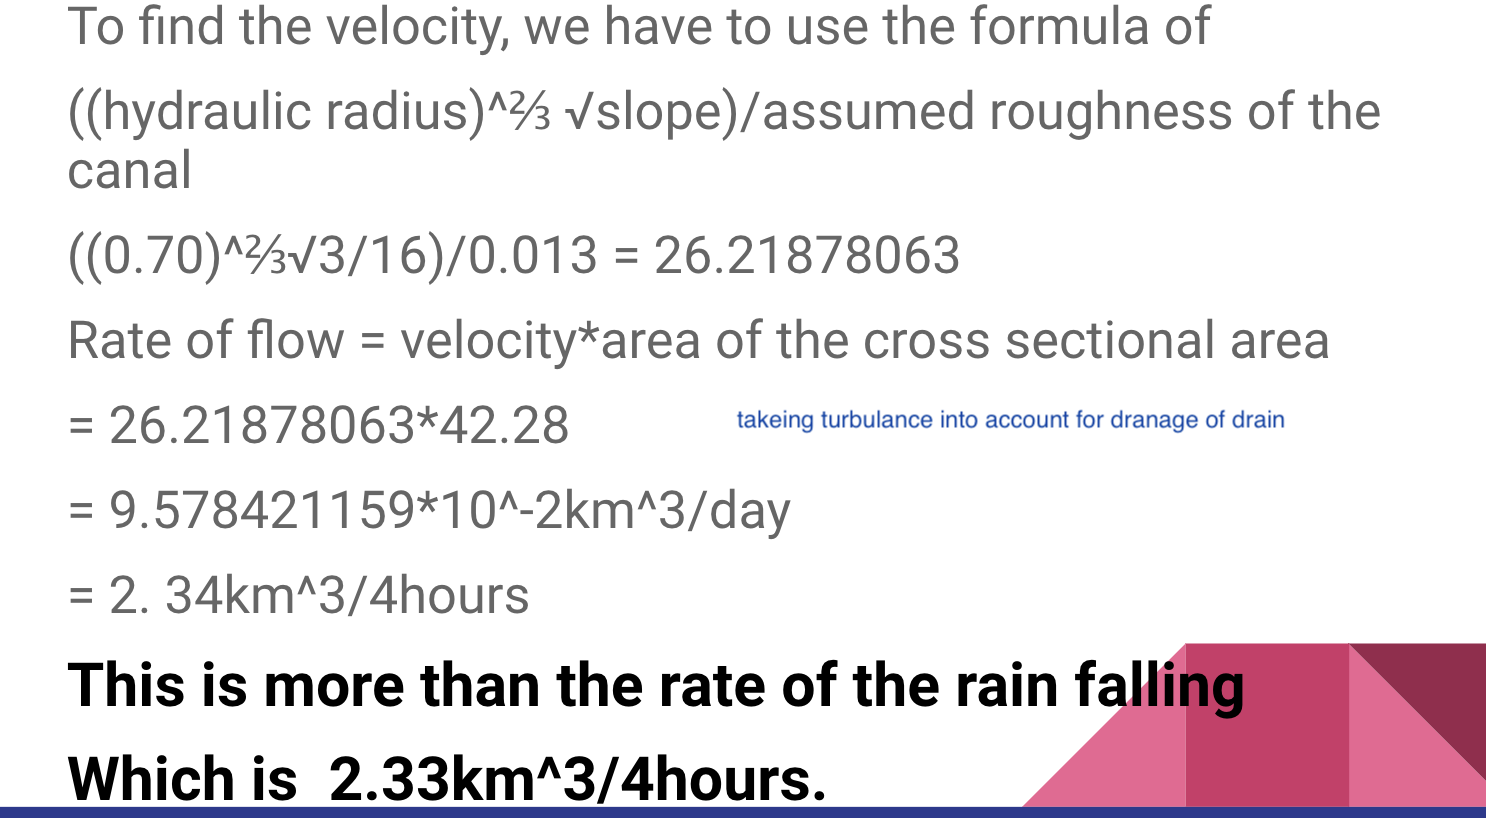 To find the velocity, we have to use the formula of
((hydraulic radius)^⅔ √slope)/assumed roughness of the
canal
((0.70)^⅔√3/16)/0.013 = 26.21878063
Rate of flow = velocity*area of the cross sectional area
= 26.21878063*42.28
takeing turbulance into account for dranage of drain
= 9.578421159*10^-2km^3/day
= 2. 34km^3/4hours
This is more than the rate of the rain falling
Which is  2.33km^3/4hours.